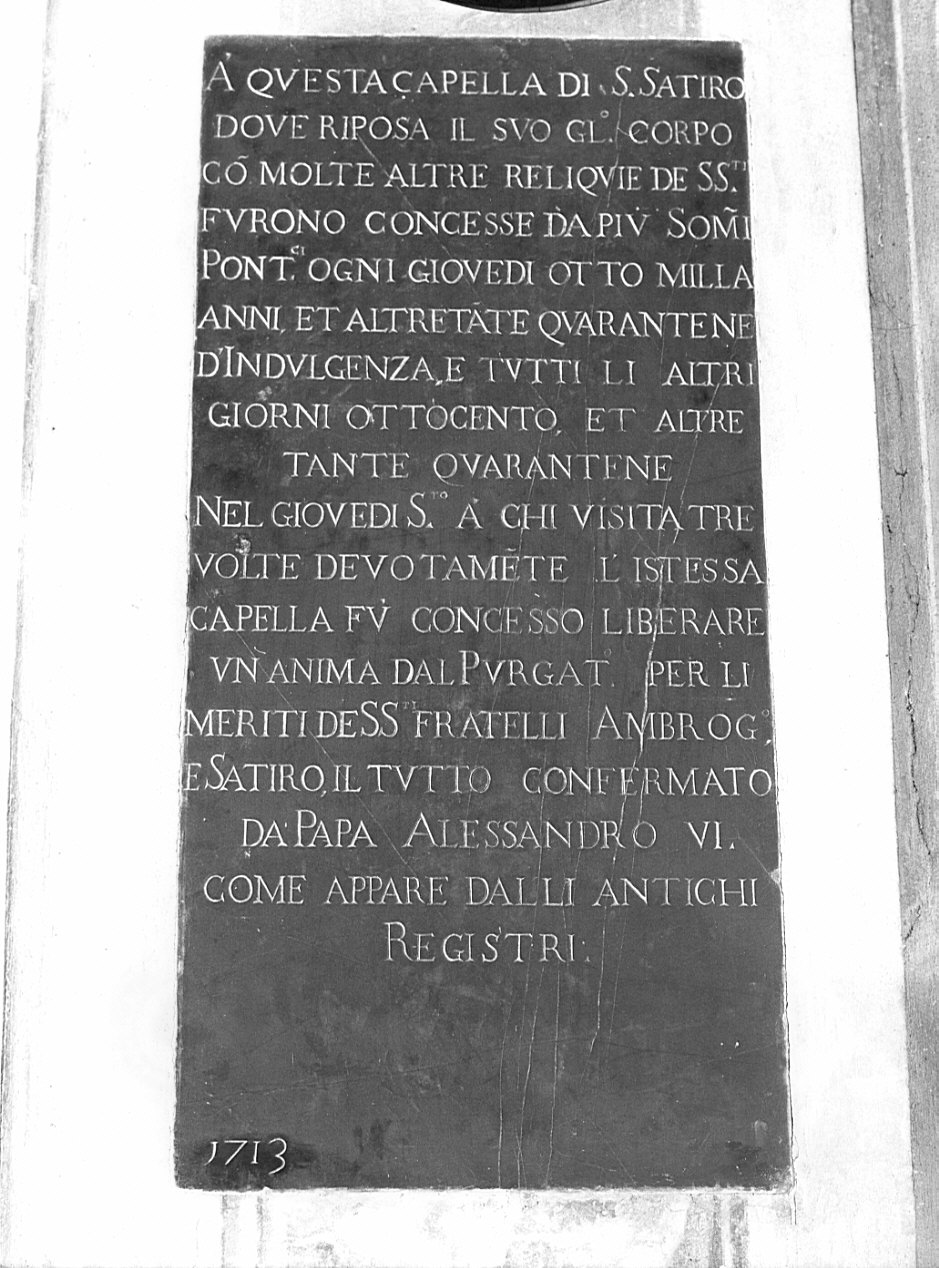 A QVESTA CAPELLA DI S. SATIRO
DOVE RIPOSA IL SVO GL.º CORPO
CÕ MOLTE ALTRE RELIQVIE DE SS.TI
FVRONO CONCESSE DA PIV' SOM̃I
PONT.CI OGNI GIOVEDI OTTO MILLA
ANNI, ET ALTRETÃTE QVARANTENE
D'INDVLGENZA, E TVTTI LI ALTRI
GIORNI OTTOCENTO, ET ALTRE
TANTE QVARANTENE
NEL GIOVEDI S.TO A CHI VISITA TRE
VOLTE DEVOTAMẼTE L'ISTESSA
CAPELLA FV' CONCESSO LIBERARE
VN'ANIMA DAL PVRGAT.º PER LI
MERITI DE SS.TI FRATELLI AMBROG.º,
E SATIRO, IL TVTTO CONFERMATO
DA PAPA ALESSANDRO VI.
COME APPARE DALLI ANTICHI
REGISTRI.
1713